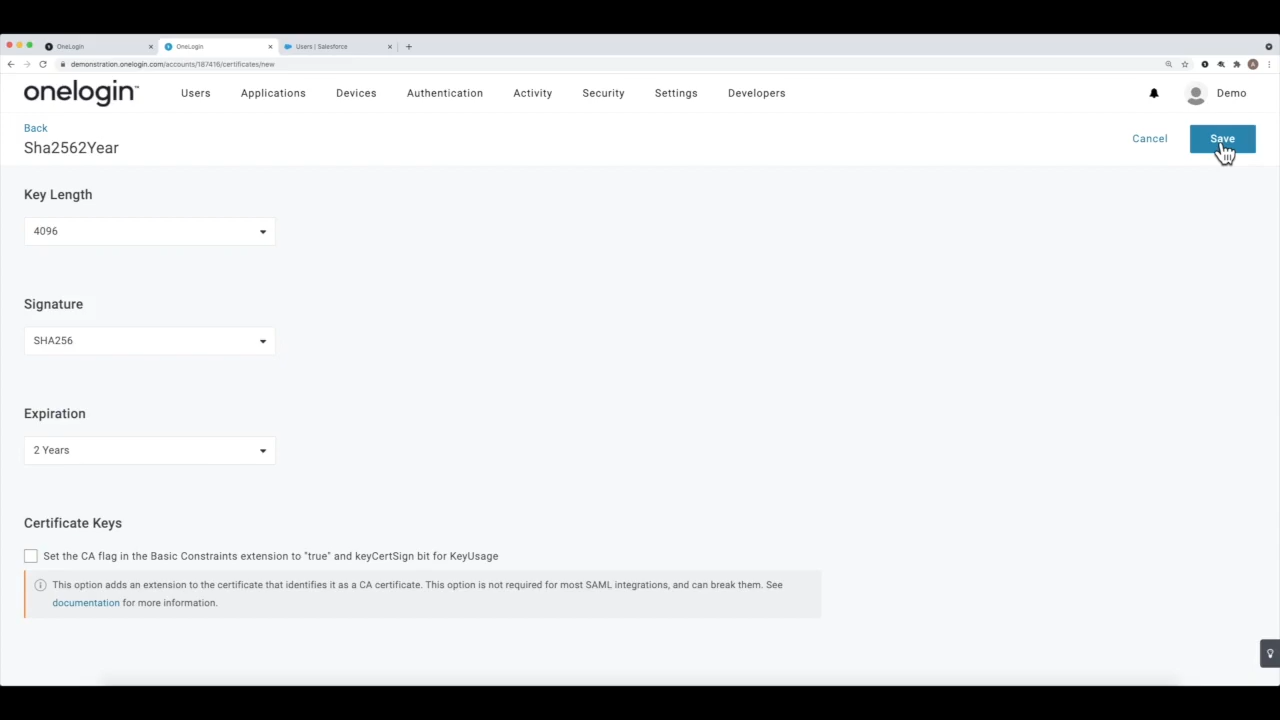 OneLogin
OneLogin
Users | Salesforce
demonstration.onelogin.com/accounts/187416/certificates/new
A
onelogin™
Users
Applications
Devices
Authentication
Activity
Security
Settings
Developers
Demo
Back
Sha2562Year
Cancel
Save
Key Length
4096
Signature
SHA256
Expiration
2 Years
Certificate Keys
Set the CA flag in the Basic Constraints extension to "true" and keyCertSign bit for KeyUsage
This option adds an extension to the certificate that identifies it as a CA certificate. This option is not required for most SAML integrations, and can break them. See
documentation for more information.